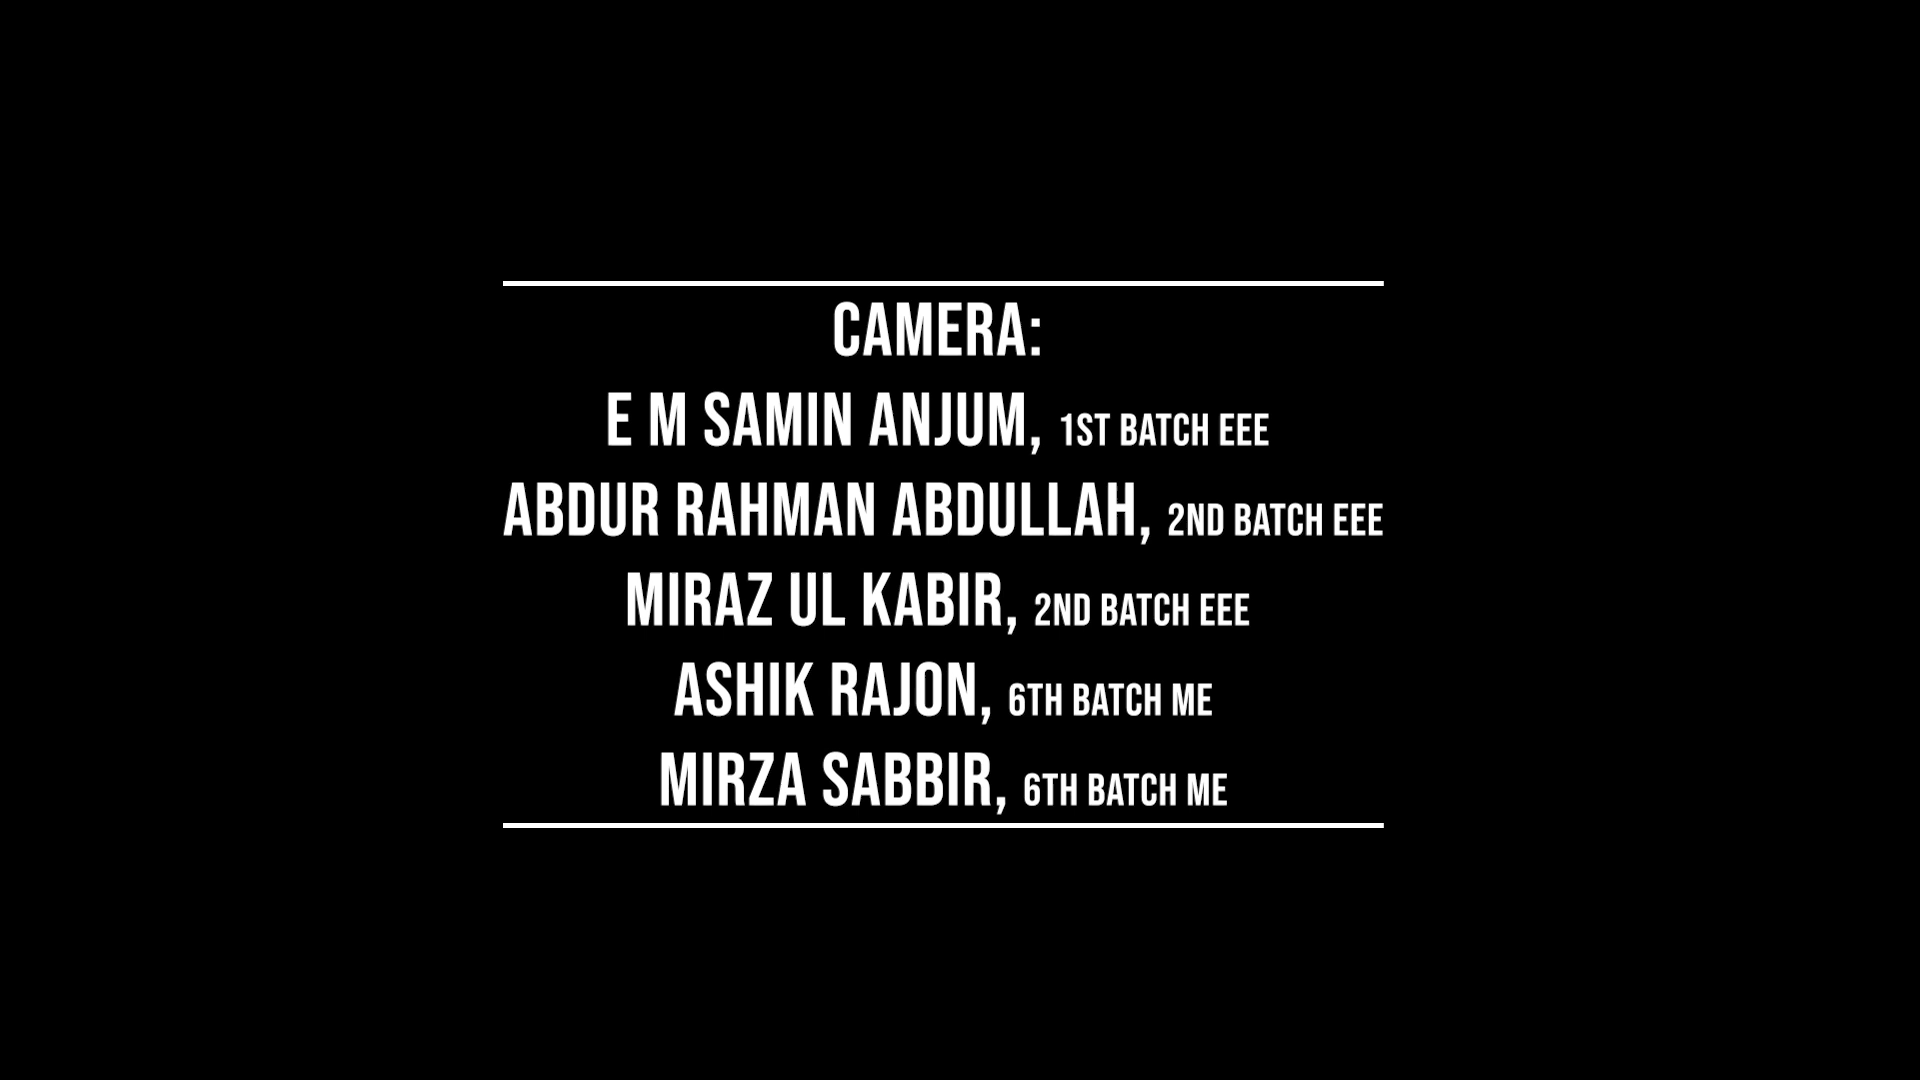 CAMERA:
E M SAMIN ANJUM, 1ST BATCH EEE
ABDUR RAHMAN ABDULLAH, 2ND BATCH EEE
MIRAZ UL KABIR, 2ND BATCH EEE
ASHIK RAJON, 6TH BATCH ME
MIRZA SABBIR, 6TH BATCH ME